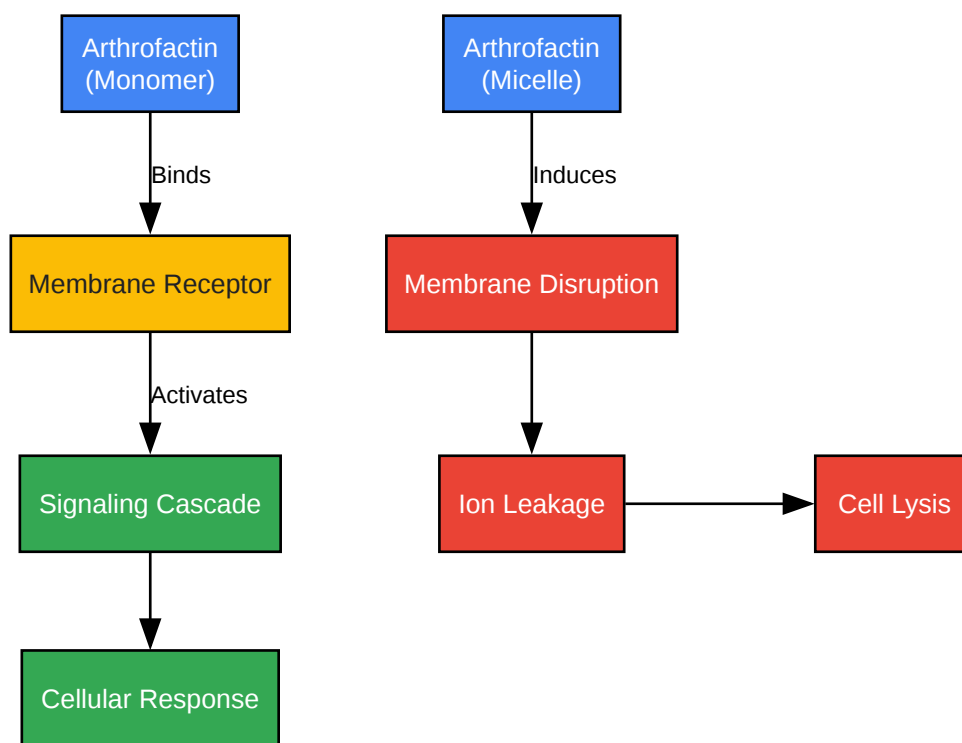 Arthrofactin
(Monomer)
Arthrofactin
(Micelle)
Binds
Induces
Membrane Receptor
Membrane Disruption
Activates
Signaling Cascade
Ion Leakage
Cell Lysis
Cellular Response